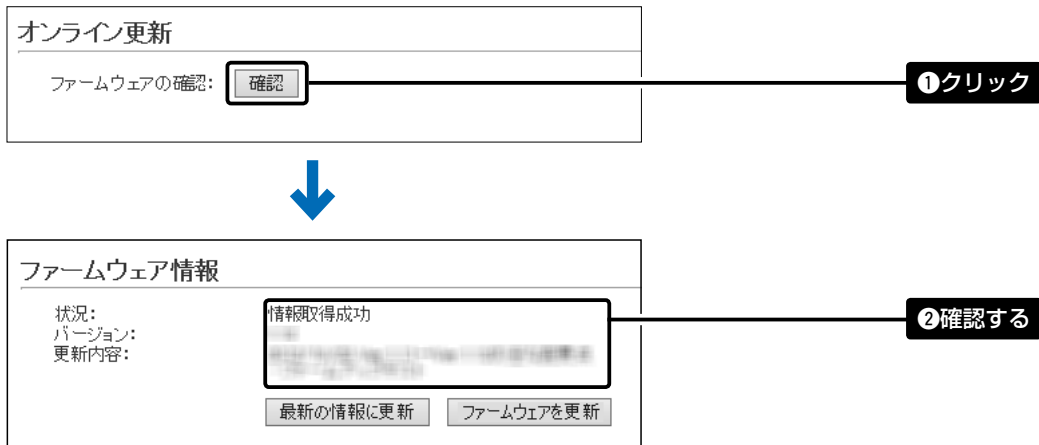 オンライン更新
ファームウェアの確認: 確認
❶クリック
ファームウェア情報
状況: 情報取得成功
バージョン:
更新内容:
❷確認する
最新の情報に更新 ファームウェアを更新